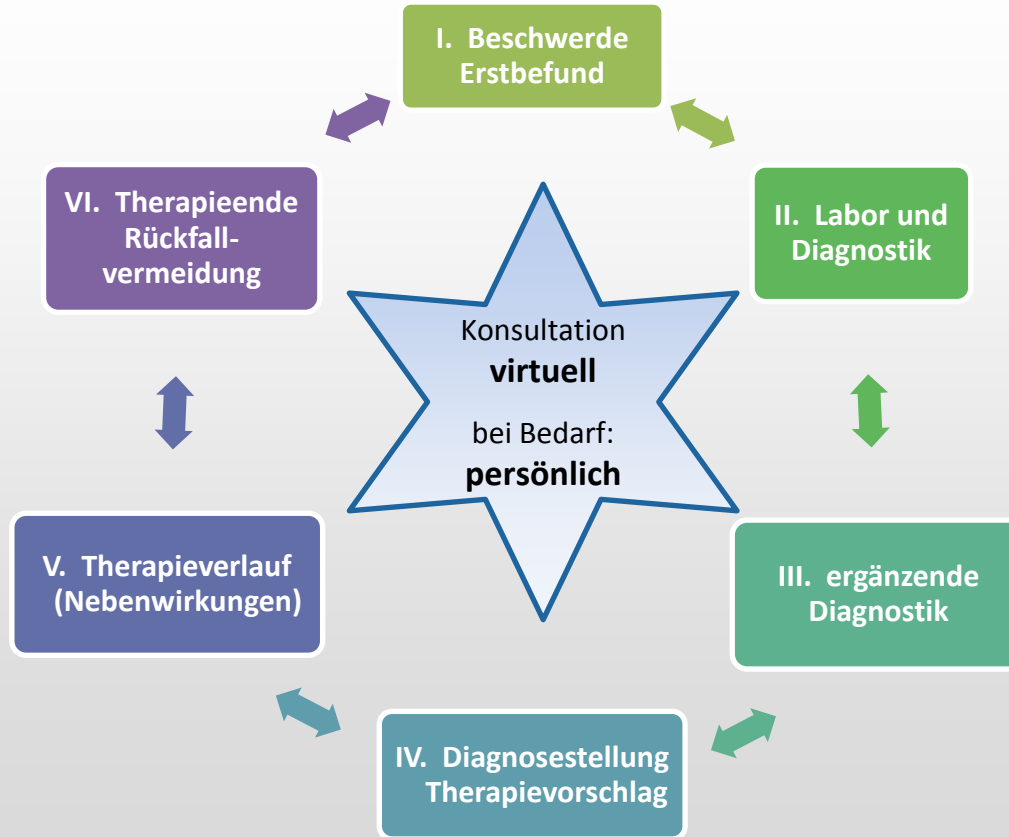 I. Beschwerde
Erstbefund
II. Labor und
Diagnostik
III. ergänzende
Diagnostik
IV. Diagnosestellung
Therapievorschlag
V. Therapieverlauf
(Nebenwirkungen)
VI. Therapieende
Rückfall-
vermeidung
Konsultation
virtuell
bei Bedarf:
persönlich